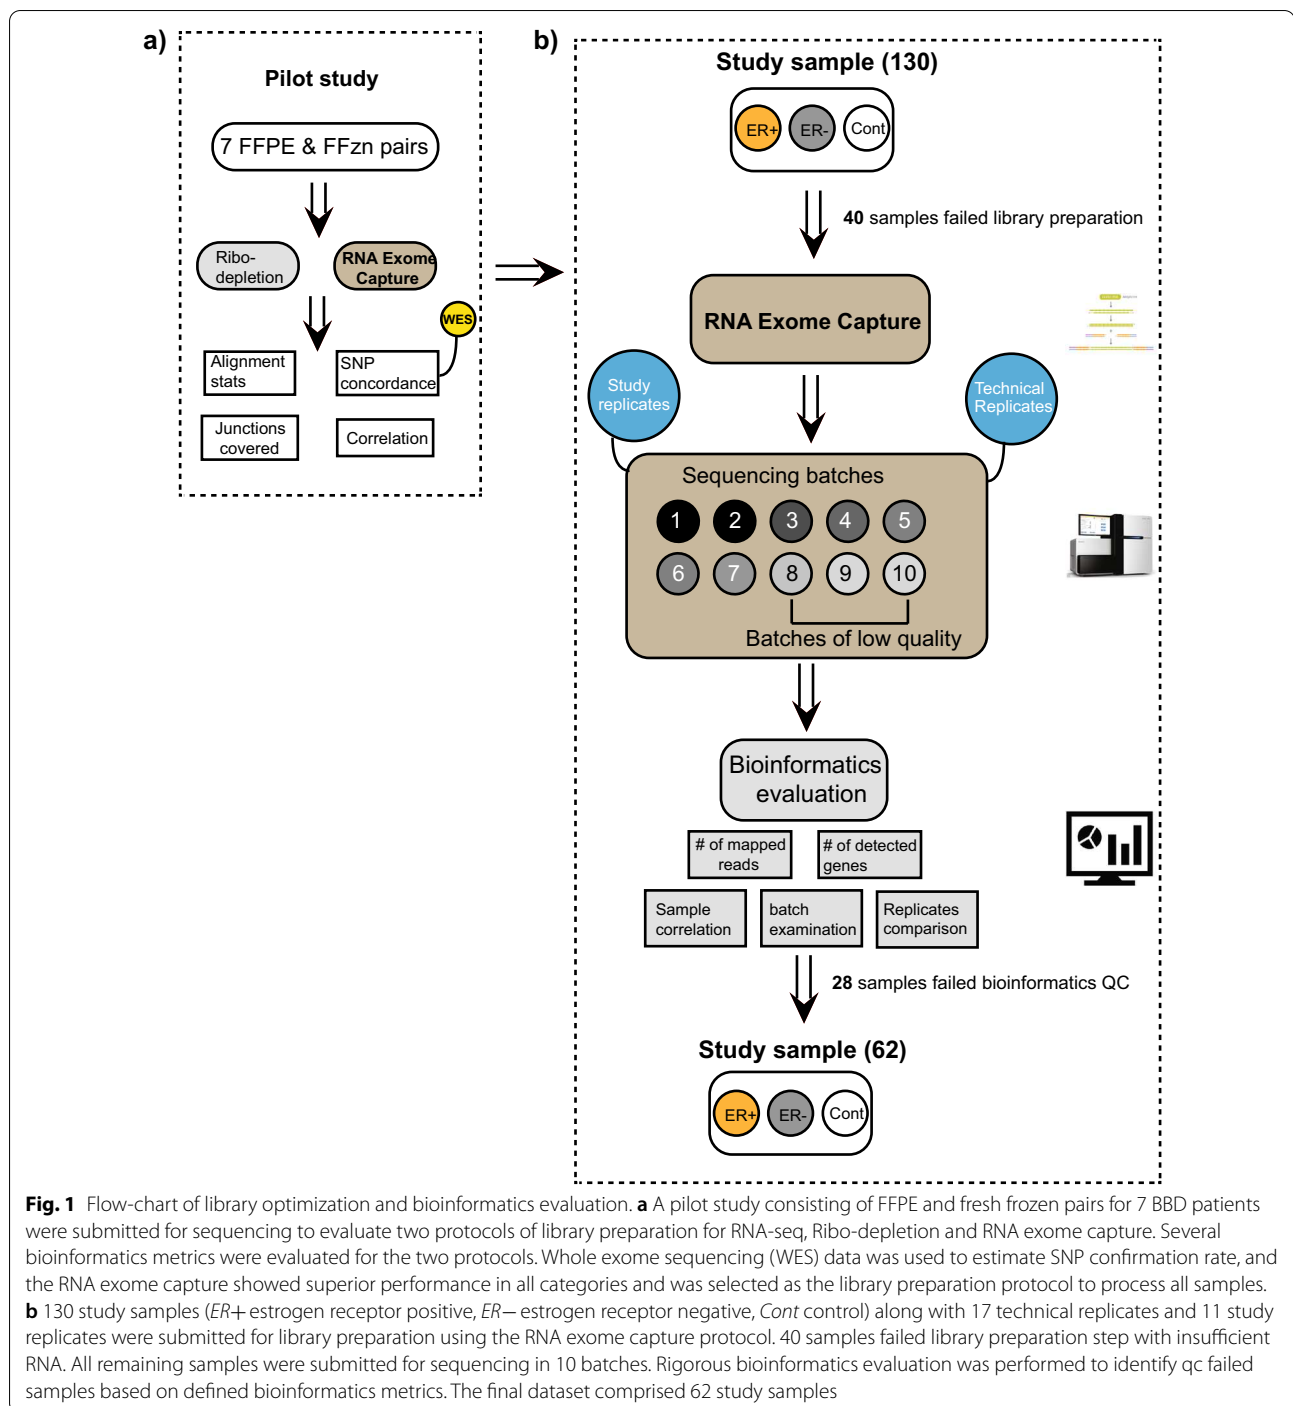 a)
Pilot study
7 FFPE & FFzn pairs
Ribo-
depletion
RNA Exome
Capture
WES
Alignment
stats
SNP
concordance
Junctions
covered
Correlation
b)
Study sample (130)
ER+
ER-
Cont
40 samples failed library preparation
RNA Exome Capture
Study
replicates
Technical
Replicates
Sequencing batches
1 2 3 4 5
6 7 8 9 10
Batches of low quality
Bioinformatics
evaluation
# of mapped
reads
# of detected
genes
Sample
correlation
batch
examination
Replicates
comparison
28 samples failed bioinformatics QC
Study sample (62)
ER+
ER-
Cont
Fig. 1 Flow-chart of library optimization and bioinformatics evaluation. a A pilot study consisting of FFPE and fresh frozen pairs for 7 BBD patients
were submitted for sequencing to evaluate two protocols of library preparation for RNA-seq, Ribo-depletion and RNA exome capture. Several
bioinformatics metrics were evaluated for the two protocols. Whole exome sequencing (WES) data was used to estimate SNP confirmation rate, and
the RNA exome capture showed superior performance in all categories and was selected as the library preparation protocol to process all samples.
b 130 study samples (ER+ estrogen receptor positive, ER− estrogen receptor negative, Cont control) along with 17 technical replicates and 11 study
replicates were submitted for library preparation using the RNA exome capture protocol. 40 samples failed library preparation step with insufficient
RNA. All remaining samples were submitted for sequencing in 10 batches. Rigorous bioinformatics evaluation was performed to identify qc failed
samples based on defined bioinformatics metrics. The final dataset comprised 62 study samples